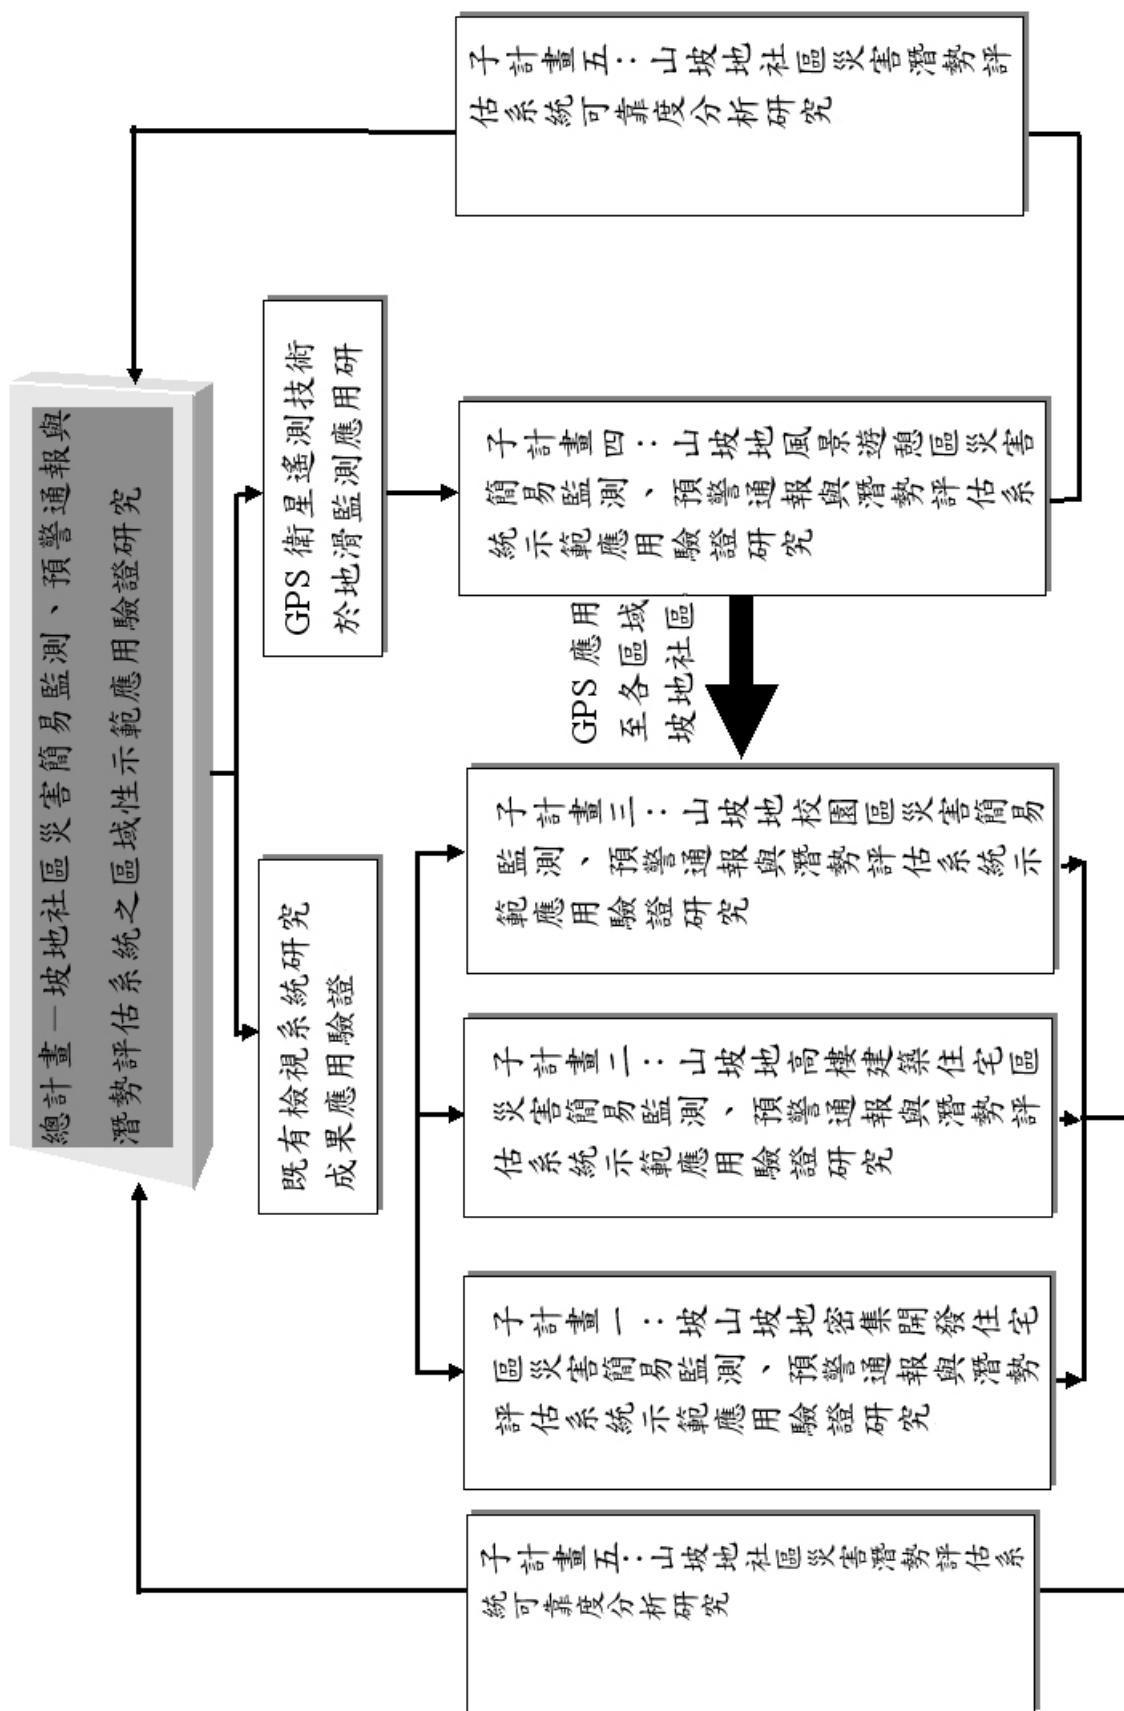 總計畫—坡地社區災害簡易監測、預警通報與
潛勢評估系統之區域性示範應用驗證研究
既有檢視系統研究
成果應用驗證
GPS 衛星遙測技術
於地滑監測應用研
子計畫五：山坡地社區災害潛勢評估系
統可靠度分析研究
子計畫一：坡山坡地密集開發住宅
區災害簡易監測、預警通報與潛勢
評估系統示範應用驗證研究
子計畫二：山坡地高樓建築住宅區
災害簡易監測、預警通報與潛勢評
估系統示範應用驗證研究
子計畫三：山坡地校園區災害簡易
監測、預警通報與潛勢評估系統示
範應用驗證研究
GPS 應用
至各區域
坡地社區
子計畫四：山坡地風景遊憩區災害
簡易監測、預警通報與潛勢評估系
統示範應用驗證研究
子計畫五：山坡地社區災害潛勢評
估系統可靠度分析研究